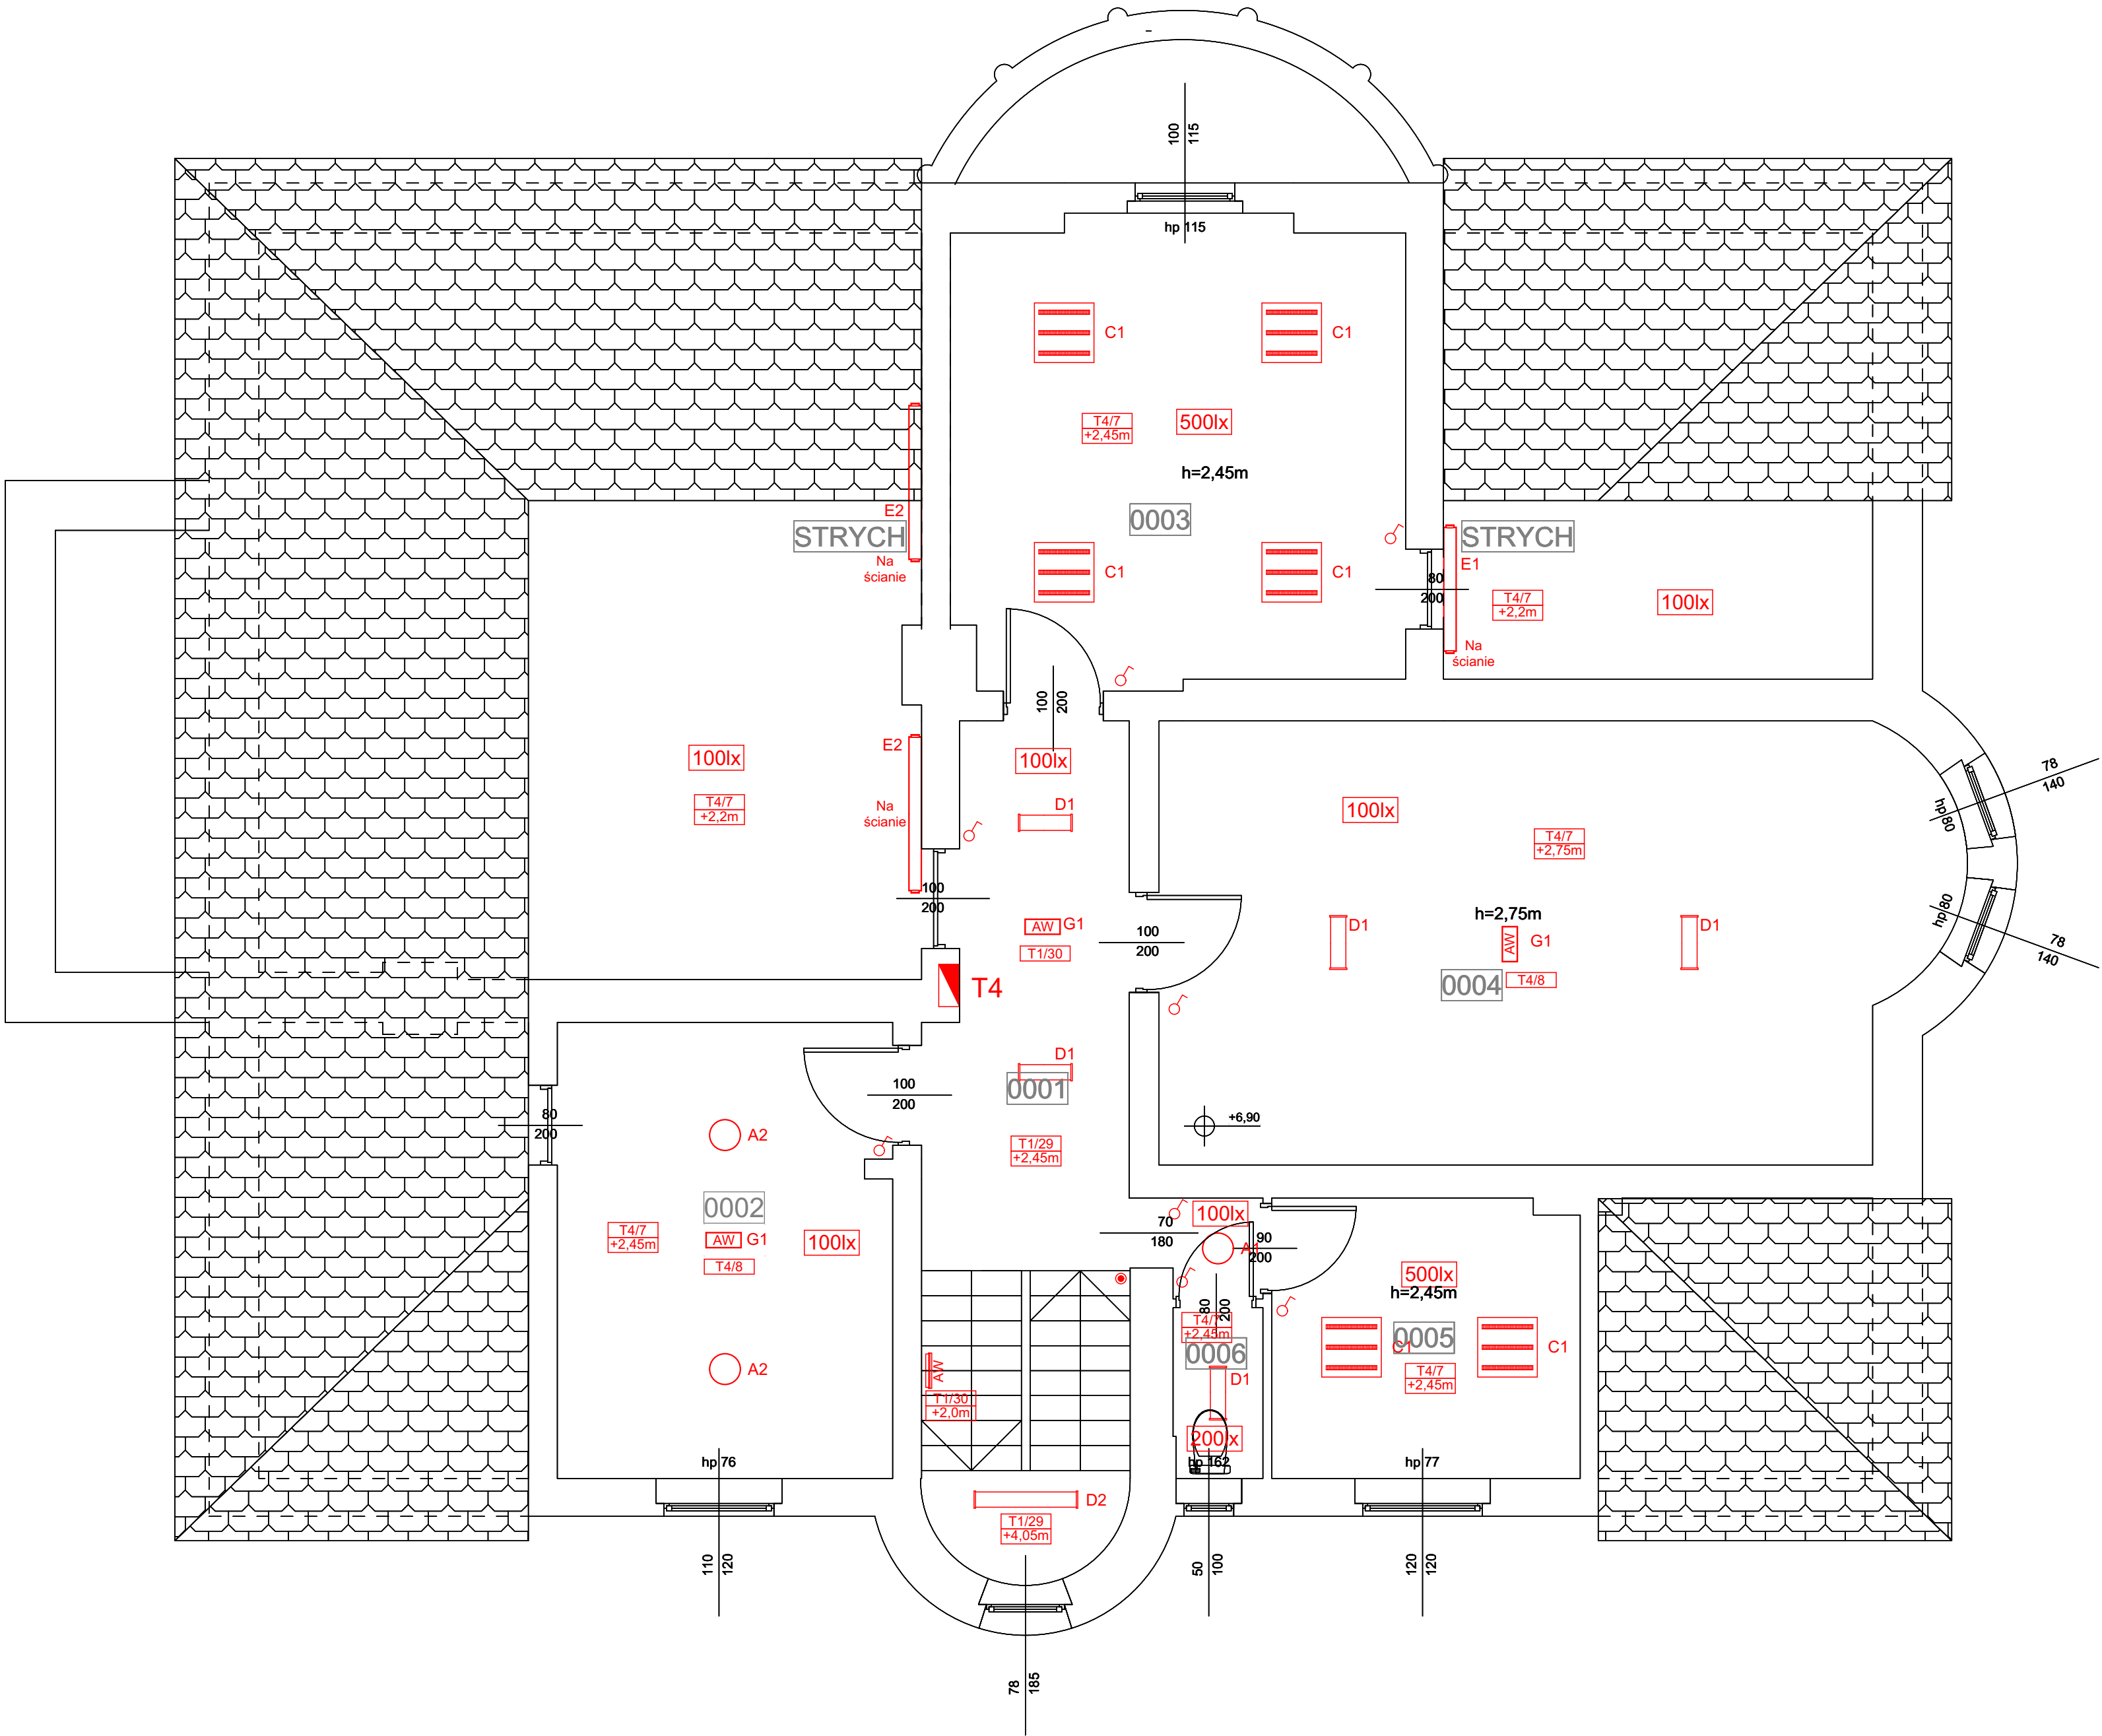 100
115
hp 115
C1
C1
T4/7
+2,45m
500lx
h=2,45m
0003
STRYCH
E2
Na
ścianie
C1
C1
STRYCH
E1
80
200
T4/7
+2,2m
100lx
Na
ścianie
100
200
100lx
T4/7
+2,2m
E2
Na
ścianie
100lx
D1
100lx
T4/7
+2,75m
78
140
hp 80
hp 80
78
140
100
200
AW
G1
T1/30
100
200
h=2,75m
D1
AW
G1
D1
0004
T4/8
T4
D1
0001
100
200
80
200
A2
T1/29
+2,45m
+6,90
0002
T4/7
+2,45m
AW
G1
100lx
T4/8
A2
70
180
100lx
90
200
80
200
T4/7
+2,45m
0006
D1
200lx
hp 162
500lx
h=2,45m
0005
C1
C1
T4/7
+2,45m
AW
T1/30
+2,0m
hp 76
hp 77
D2
T1/29
+4,05m
110
120
50
100
120
120
78
185